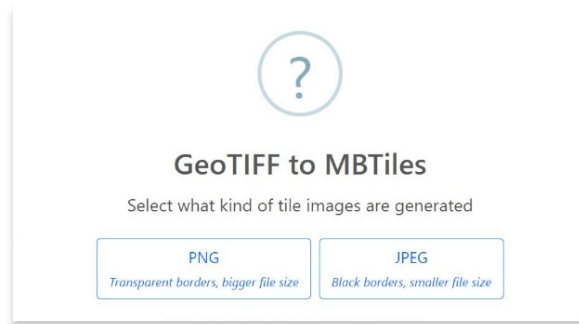 ?
GeoTIFF to MBTiles
Select what kind of tile images are generated
PNG
Transparent borders, bigger file size
JPEG
Black borders, smaller file size